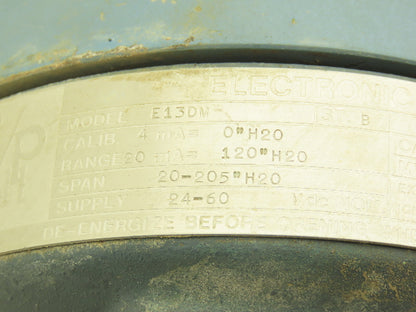 ELECTRONIC
MODEL E13DM- IS B
CALIB. 4 mA= 0"H20
RANGE 20 mA= 120"H20
SPAN 20-205"H20
SUPPLY 24-60 Vdc
DE-ENERGIZE BEFORE OPENING